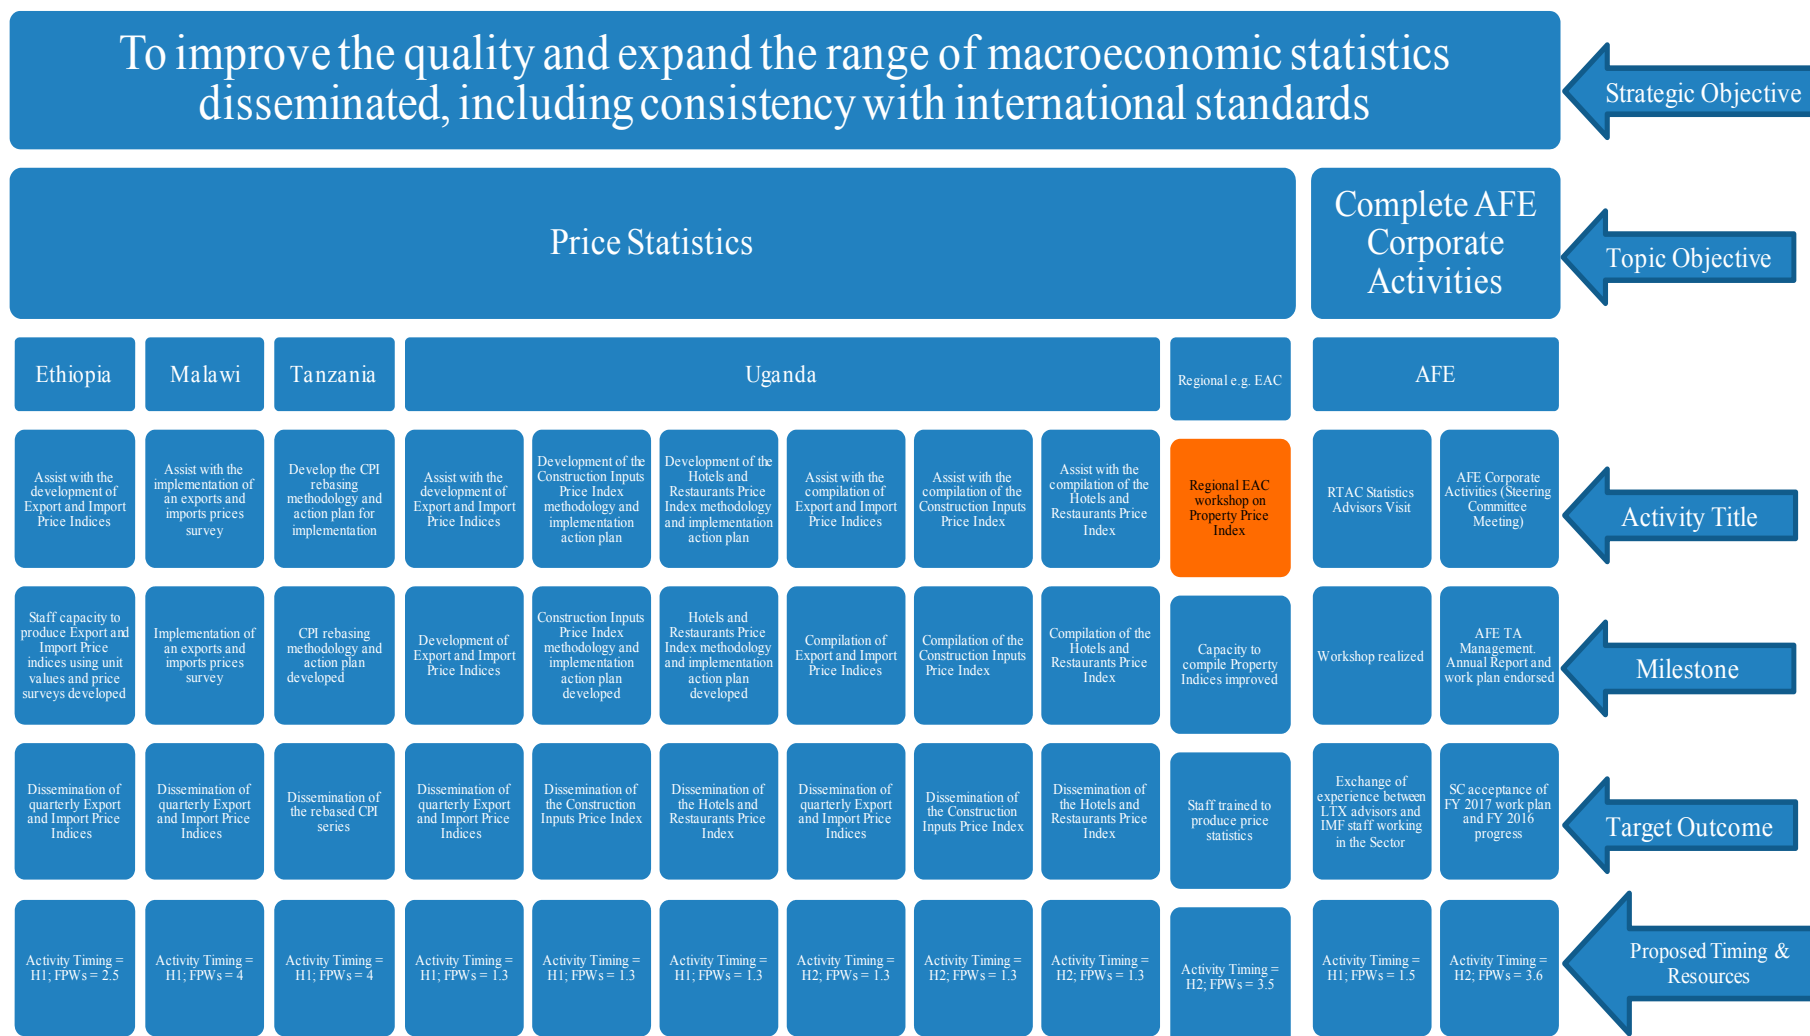 To improve the quality and expand the range of macroeconomic statistics
disseminated, including consistency with international standards
Strategic Objective
Price Statistics
Complete AFE
Corporate
Activities
Topic Objective
Ethiopia
Malawi
Tanzania
Uganda
Regional e.g. EAC
AFE
Assist with the
development of
Export and Import
Price Indices
Assist with the
implementation of
an exports and
imports prices
survey
Develop the CPI
rebasing
methodology and
action plan for
implementation
Assist with the
development of
Export and Import
Price Indices
Development of the
Construction Inputs
Price Index
methodology and
implementation
action plan
Development of the
Hotels and
Restaurants Price
Index methodology
and implementation
action plan
Assist with the
compilation of
Export and Import
Price Indices
Assist with the
compilation of the
Construction Inputs
Price Index
Assist with the
compilation of the
Hotels and
Restaurants Price
Index
Regional EAC
workshop on
Property Price
Index
RTAC Statistics
Advisors Visit
AFE Corporate
Activities (Steering
Committee
Meeting)
Activity Title
Staff capacity to
produce Export and
Import Price
indices using unit
values and price
surveys developed
Implementation of
an exports and
imports prices
survey
CPI rebasing
methodology and
action plan
developed
Development of
Export and Import
Price Indices
Construction Inputs
Price Index
methodology and
implementation
action plan
developed
Hotels and
Restaurants Price
Index methodology
and implementation
action plan
developed
Compilation of
Export and Import
Price Indices
Compilation of the
Construction Inputs
Price Index
Compilation of the
Hotels and
Restaurants Price
Index
Capacity to
compile Property
Indices improved
Workshop realized
AFE TA
Management.
Annual Report and
work plan endorsed
Milestone
Dissemination of
quarterly Export
and Import Price
Indices
Dissemination of
quarterly Export
and Import Price
Indices
Dissemination of
the rebased CPI
series
Dissemination of
quarterly Export
and Import Price
Indices
Dissemination of
the Construction
Inputs Price Index
Dissemination of
the Hotels and
Restaurants Price
Index
Dissemination of
quarterly Export
and Import Price
Indices
Dissemination of
the Construction
Inputs Price Index
Dissemination of
the Hotels and
Restaurants Price
Index
Staff trained to
produce price
statistics
Exchange of
experience between
LTX advisors and
IMF staff working
in the Sector
SC acceptance of
FY 2017 work plan
and FY 2016
progress
Target Outcome
Activity Timing =
H1; FPWs = 2.5
Activity Timing =
H1; FPWs = 4
Activity Timing =
H1; FPWs = 4
Activity Timing =
H1; FPWs = 1.3
Activity Timing =
H1; FPWs = 1.3
Activity Timing =
H1; FPWs = 1.3
Activity Timing =
H2; FPWs = 1.3
Activity Timing =
H2; FPWs = 1.3
Activity Timing =
H2; FPWs = 1.3
Activity Timing =
H2; FPWs = 3.5
Activity Timing =
H1; FPWs = 1.5
Activity Timing =
H2; FPWs = 3.6
Proposed Timing &
Resources